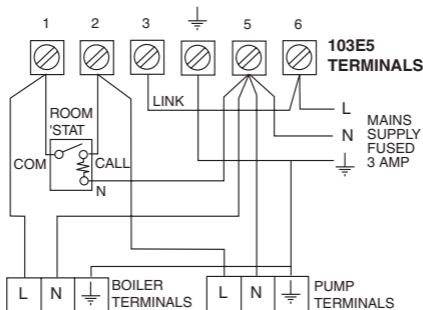 1 2 3 5 6
103E5
TERMINALS
LINK
ROOM
'STAT
COM
CALL
N
L
N
MAINS
SUPPLY
FUSED
3 AMP
L N
BOILER
TERMINALS
L N
PUMP
TERMINALS